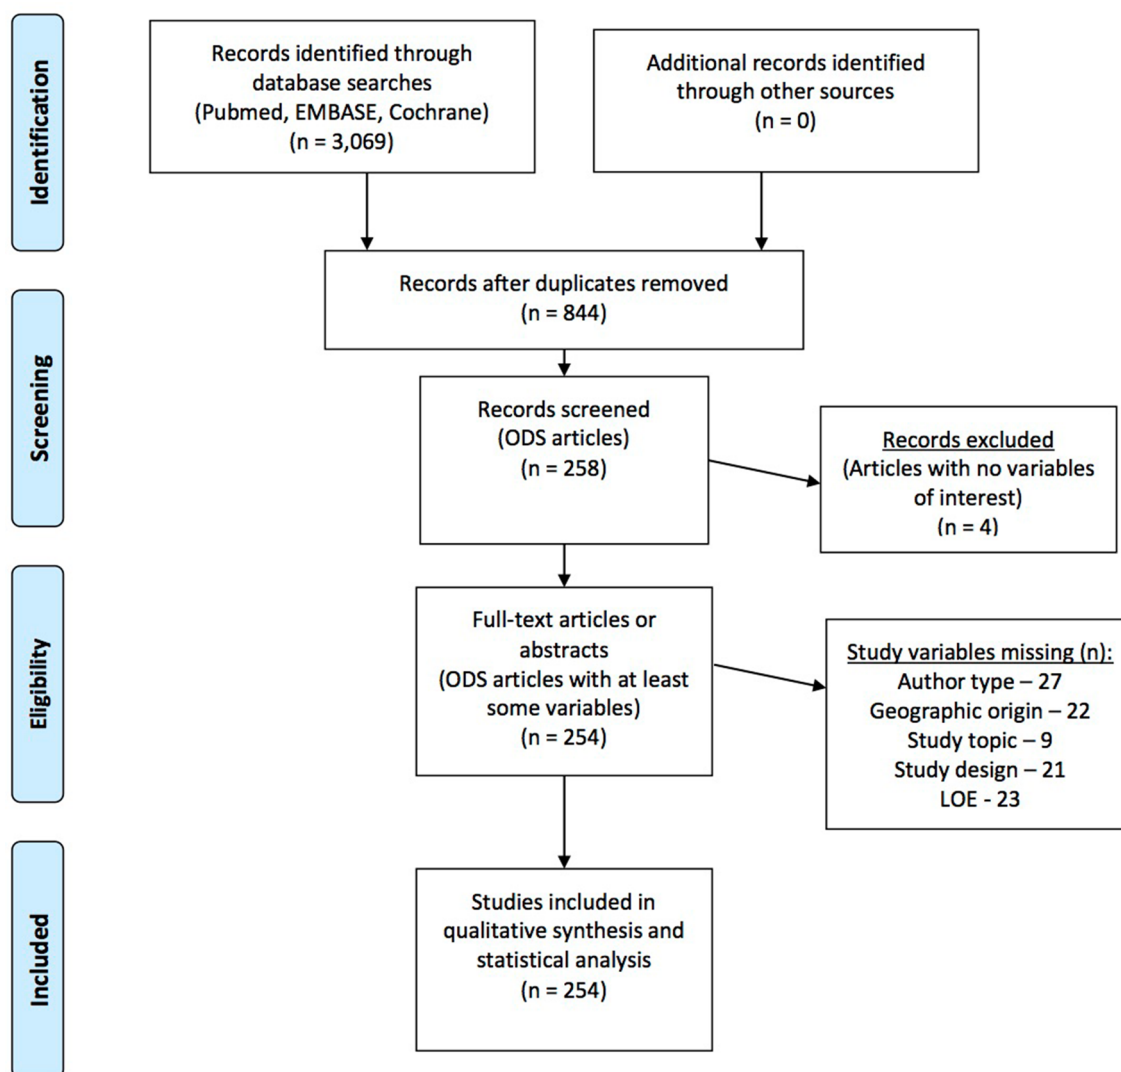 Identification
Records identified through
database searches
(Pubmed, EMBASE, Cochrane)
(n = 3,069)
Additional records identified
through other sources
(n = 0)
Records after duplicates removed
(n = 844)
Screening
Records screened
(ODS articles)
(n = 258)
Records excluded
(Articles with no variables
of interest)
(n = 4)
Eligibility
Full-text articles or
abstracts
(ODS articles with at least
some variables)
(n = 254)
Study variables missing (n):
Author type – 27
Geographic origin – 22
Study topic – 9
Study design – 21
LOE - 23
Included
Studies included in
qualitative synthesis and
statistical analysis
(n = 254)